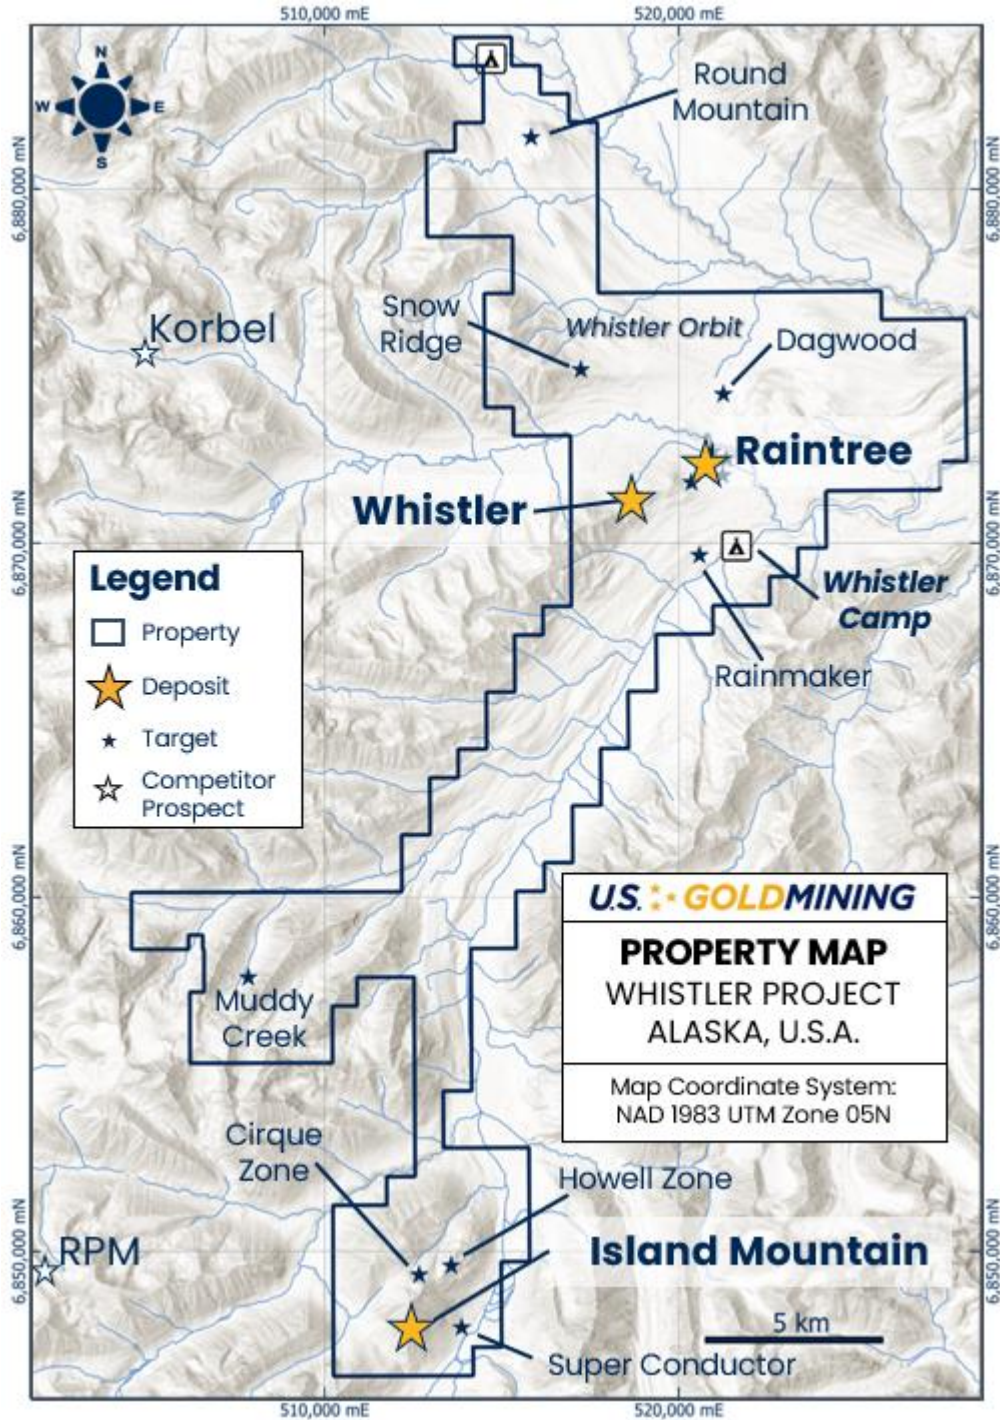 510,000 mE
520,000 mE
N
W
E
S
Round
Mountain
6,880,000 mN
6,880,000 mN
Snow
Ridge
Whistler Orbit
Korbel
Dagwood
Raintree
Whistler
6,870,000 mN
6,870,000 mN
Legend
Property
Deposit
Target
Competitor
Prospect
Whistler
Camp
Rainmaker
6,860,000 mN
6,860,000 mN
U.S. GOLDMINING
PROPERTY MAP
WHISTLER PROJECT
ALASKA, U.S.A.
Map Coordinate System:
NAD 1983 UTM Zone 05N
Muddy
Creek
Cirque
Zone
Howell Zone
Island Mountain
RPM
6,850,000 mN
6,850,000 mN
5 km
Super Conductor
510,000 mE
520,000 mE